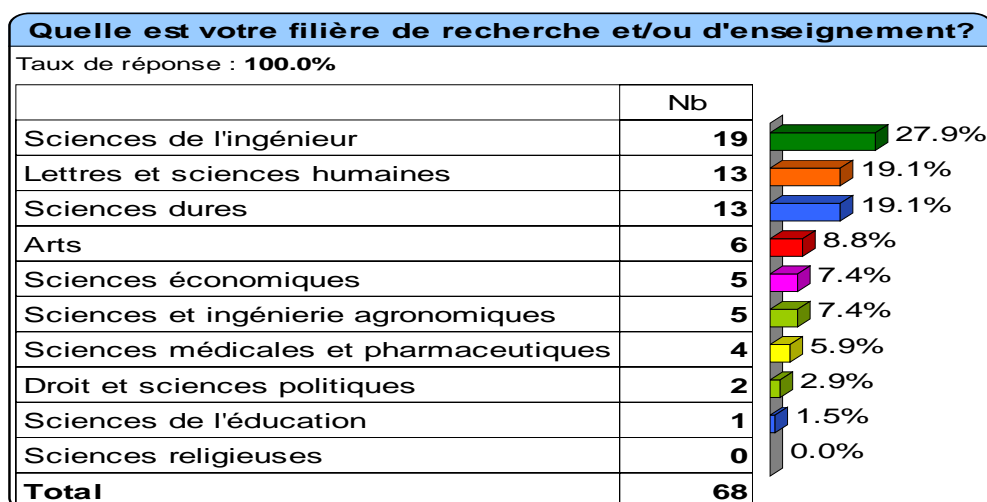 Quelle est votre filière de recherche et/ou d'enseignement?
Taux de réponse : 100.0%
Nb
Sciences de l'ingénieur 19 27.9%
Lettres et sciences humaines 13 19.1%
Sciences dures 13 19.1%
Arts 6 8.8%
Sciences économiques 5 7.4%
Sciences et ingénierie agronomiques 5 7.4%
Sciences médicales et pharmaceutiques 4 5.9%
Droit et sciences politiques 2 2.9%
Sciences de l'éducation 1 1.5%
Sciences religieuses 0 0.0%
Total 68